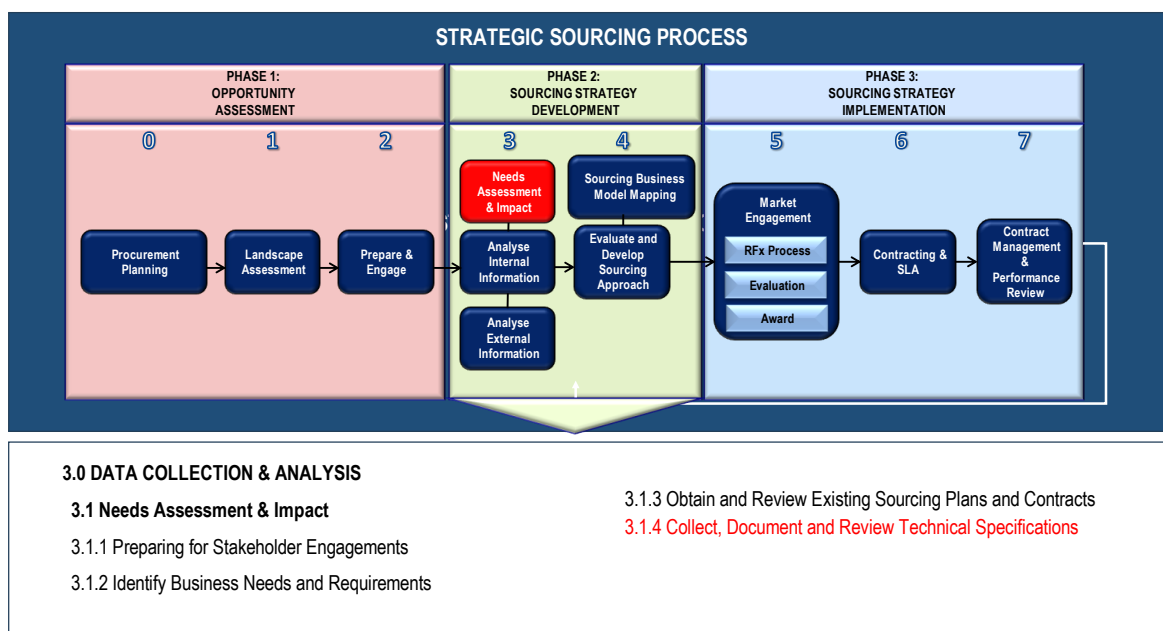 STRATEGIC SOURCING PROCESS
PHASE 1:
OPPORTUNITY
ASSESSMENT
PHASE 2:
SOURCING STRATEGY
DEVELOPMENT
PHASE 3:
SOURCING STRATEGY
IMPLEMENTATION
0
1
2
3
4
5
6
7
Procurement
Planning
Landscape
Assessment
Prepare &
Engage
Needs
Assessment
& Impact
Analyse
Internal
Information
Analyse
External
Information
Sourcing Business
Model Mapping
Evaluate and
Develop
Sourcing
Approach
Market
Engagement
RFx Process
Evaluation
Award
Contracting &
SLA
Contract
Management
&
Performance
Review
3.0 DATA COLLECTION & ANALYSIS
3.1 Needs Assessment & Impact
3.1.1 Preparing for Stakeholder Engagements
3.1.2 Identify Business Needs and Requirements
3.1.3 Obtain and Review Existing Sourcing Plans and Contracts
3.1.4 Collect, Document and Review Technical Specifications